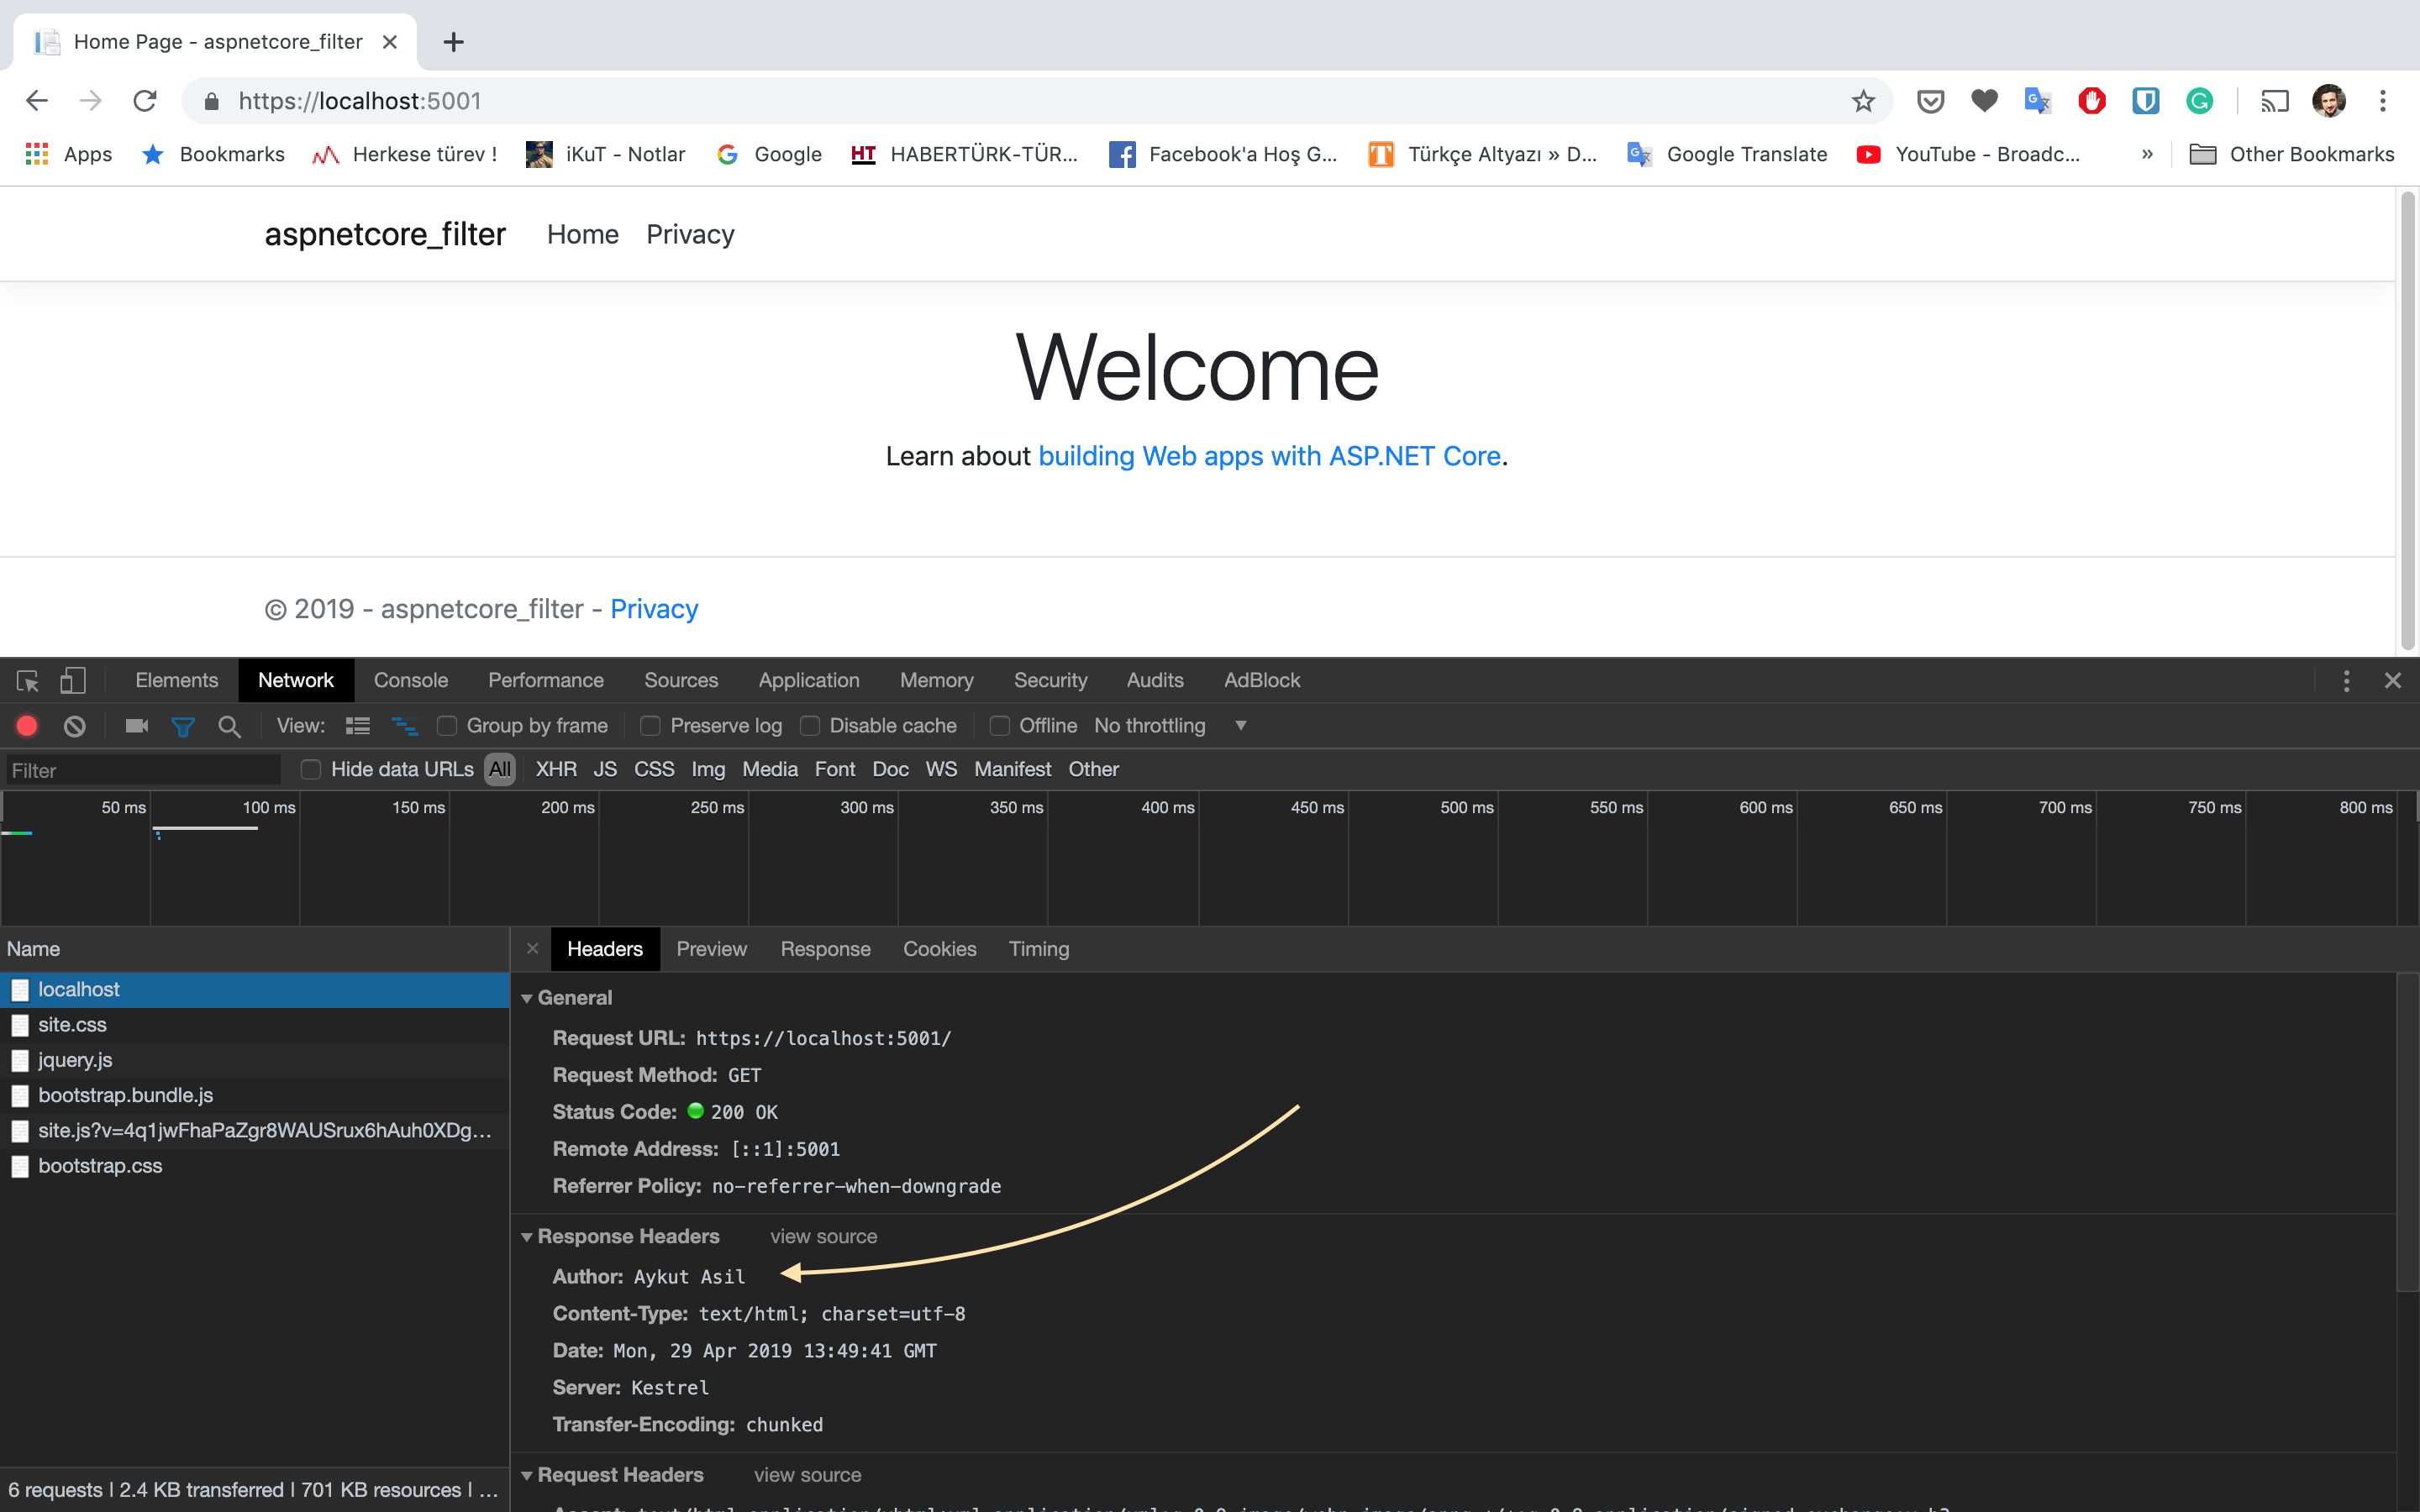 Home Page - aspnetcore_filter
https://localhost:5001
Apps Bookmarks Herkese türev ! iKuT - Notlar Google HT HABERTÜRK-TÜR... Facebook'a Hoş G... Türkçe Altyazı » D... Google Translate YouTube - Broadc... » Other Bookmarks
aspnetcore_filter Home Privacy
Welcome
Learn about building Web apps with ASP.NET Core.
© 2019 - aspnetcore_filter - Privacy
Elements Network Console Performance Sources Application Memory Security Audits AdBlock
View: Group by frame Preserve log Disable cache Offline No throttling
Filter Hide data URLs All XHR JS CSS Img Media Font Doc WS Manifest Other
50 ms 100 ms 150 ms 200 ms 250 ms 300 ms 350 ms 400 ms 450 ms 500 ms 550 ms 600 ms 650 ms 700 ms 750 ms 800 ms
Name
localhost
site.css
jquery.js
bootstrap.bundle.js
site.js?v=4q1jwFhaPaZgr8WAUSrux6hAuh0XDg...
bootstrap.css
6 requests | 2.4 KB transferred | 701 KB resources | ...
Headers Preview Response Cookies Timing
General
Request URL: https://localhost:5001/
Request Method: GET
Status Code: 200 OK
Remote Address: [::1]:5001
Referrer Policy: no-referrer-when-downgrade
Response Headers view source
Author: Aykut Asil
Content-Type: text/html; charset=utf-8
Date: Mon, 29 Apr 2019 13:49:41 GMT
Server: Kestrel
Transfer-Encoding: chunked
Request Headers view source